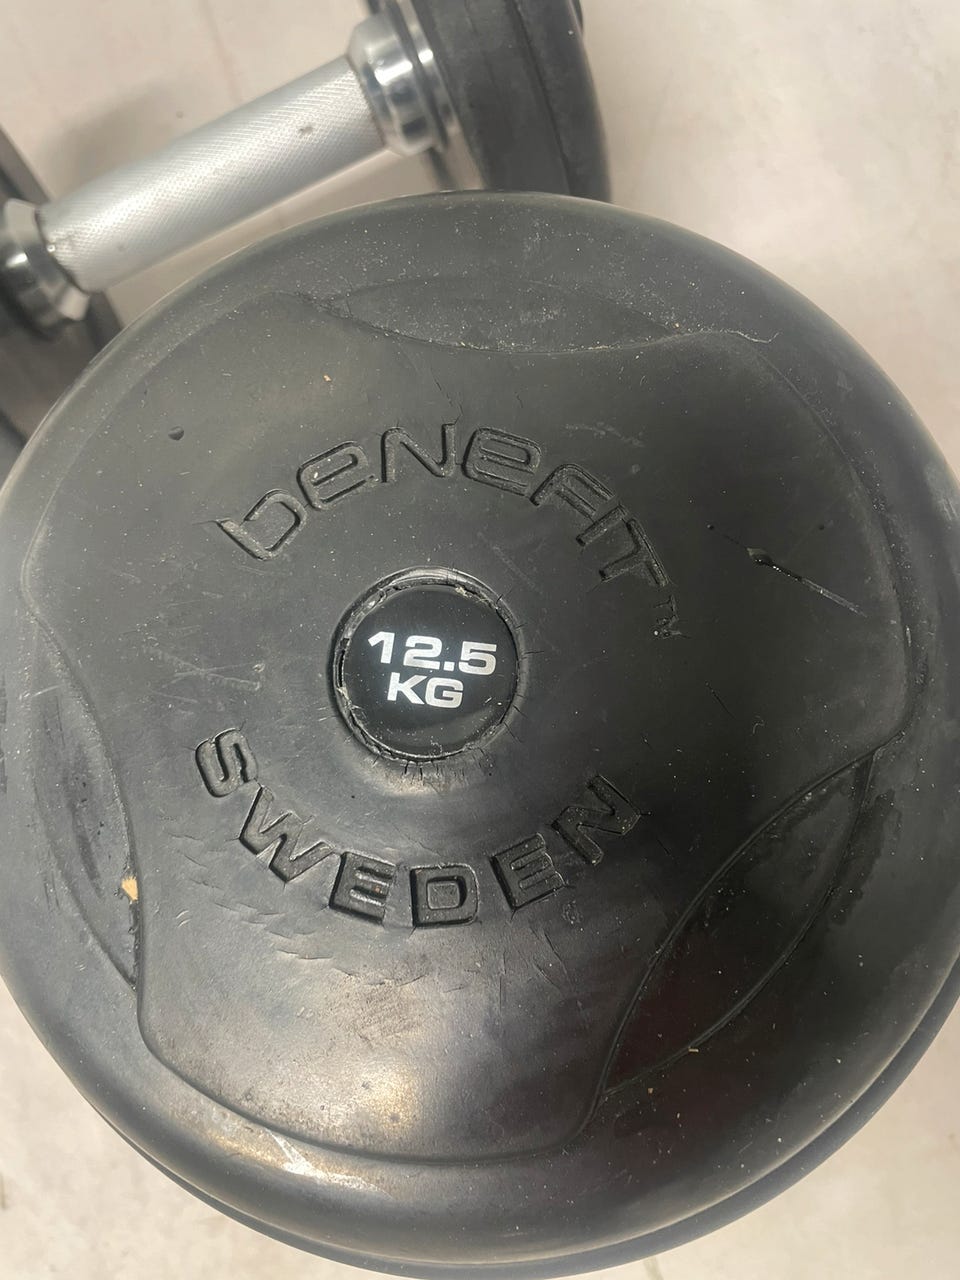 beNeFIT™
12.5
KG
SWEDEN